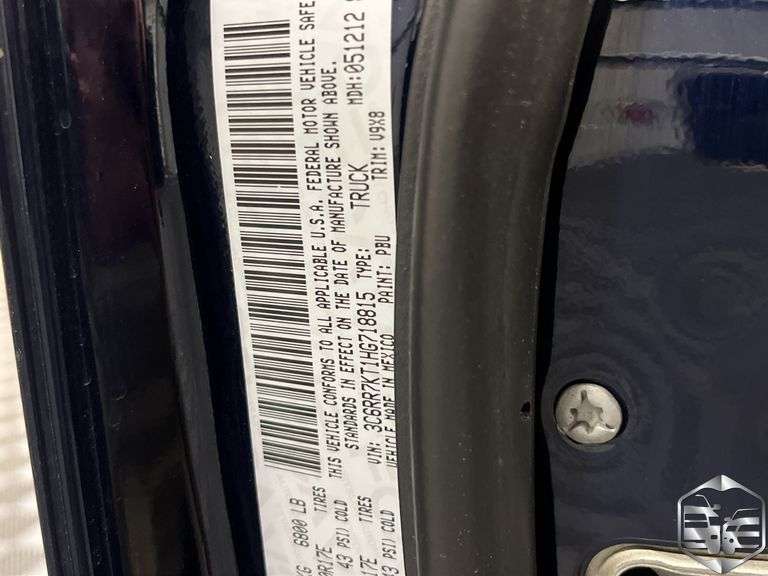 KG 6800 LB
TIRES
43 PSI) COLD
17E TIRES
PSI) COLD
THIS VEHICLE CONFORMS TO ALL APPLICABLE U.S.A. FEDERAL MOTOR VEHICLE SAFE
STANDARDS IN EFFECT ON THE DATE OF MANUFACTURE SHOWN ABOVE.
VIN: 3C6RR7KT1HG718815 TYPE: TRUCK MDH:051212
VEHICLE MADE IN MEXICO PAINT: PBU TRIM: V9X8